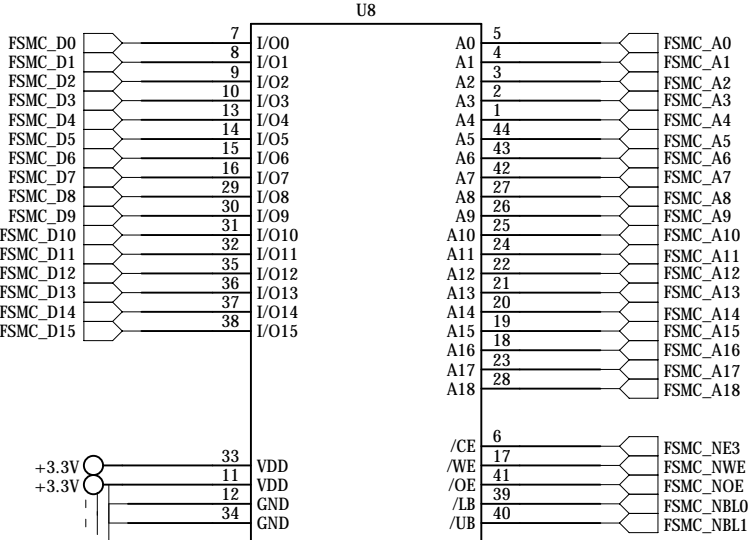 U8
FSMC_D0 7 I/O0 A0 5 FSMC_A0
FSMC_D1 8 I/O1 A1 4 FSMC_A1
FSMC_D2 9 I/O2 A2 3 FSMC_A2
FSMC_D3 10 I/O3 A3 2 FSMC_A3
FSMC_D4 13 I/O4 A4 1 FSMC_A4
FSMC_D5 14 I/O5 A5 44 FSMC_A5
FSMC_D6 15 I/O6 A6 43 FSMC_A6
FSMC_D7 16 I/O7 A7 42 FSMC_A7
FSMC_D8 29 I/O8 A8 27 FSMC_A8
FSMC_D9 30 I/O9 A9 26 FSMC_A9
FSMC_D10 31 I/O10 A10 25 FSMC_A10
FSMC_D11 32 I/O11 A11 24 FSMC_A11
FSMC_D12 35 I/O12 A12 22 FSMC_A12
FSMC_D13 36 I/O13 A13 21 FSMC_A13
FSMC_D14 37 I/O14 A14 20 FSMC_A14
FSMC_D15 38 I/O15 A15 19 FSMC_A15
A16 18 FSMC_A16
A17 23 FSMC_A17
A18 28 FSMC_A18
/CE 6 FSMC_NE3
+3.3V 33 VDD /WE 17 FSMC_NWE
+3.3V 11 VDD /OE 41 FSMC_NOE
12 GND /LB 39 FSMC_NBL0
34 GND /UB 40 FSMC_NBL1